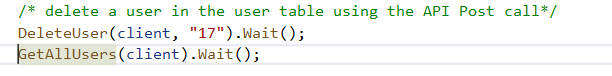 /* delete a user in the user table using the API Post call*/
DeleteUser(client, "17").Wait();
GetAllUsers(client).Wait();